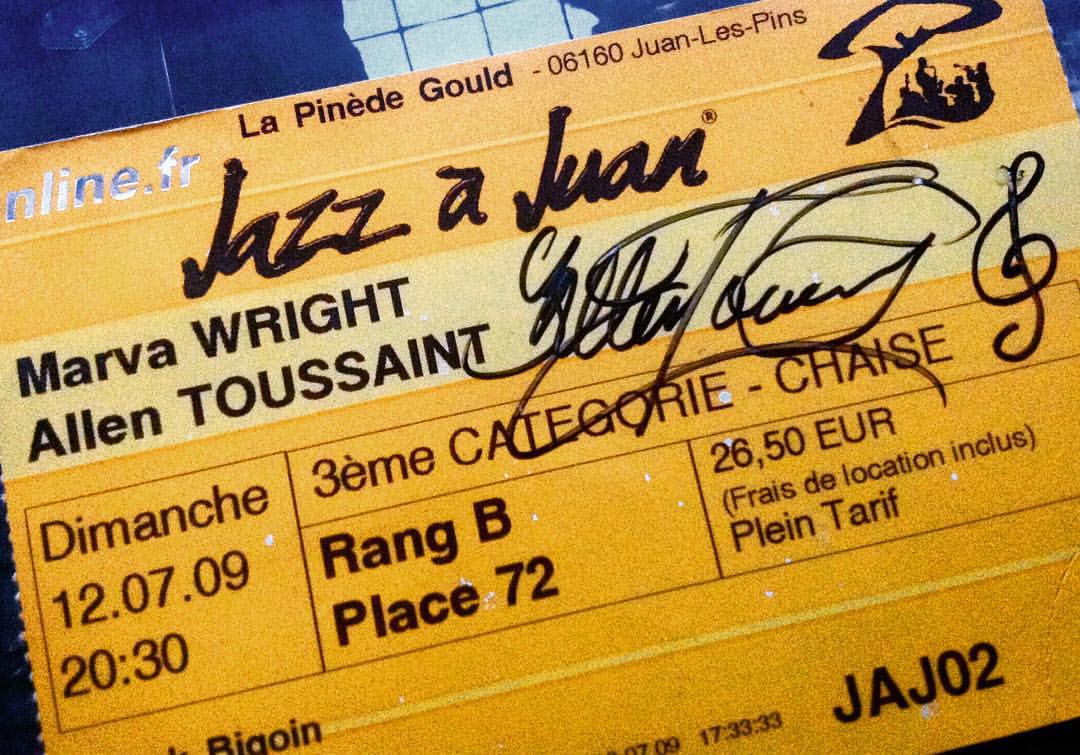 La Pinède Gould - 06160 Juan-Les-Pins
nline.fr
Jazz à Juan®
Marva WRIGHT
Allen TOUSSAINT
3ème CATEGORIE - CHAISE
Dimanche
12.07.09
20:30
Rang B
Place 72
26,50 EUR
(Frais de location inclus)
Plein Tarif
Bigoin
07.09 17:33:33
JAJ02